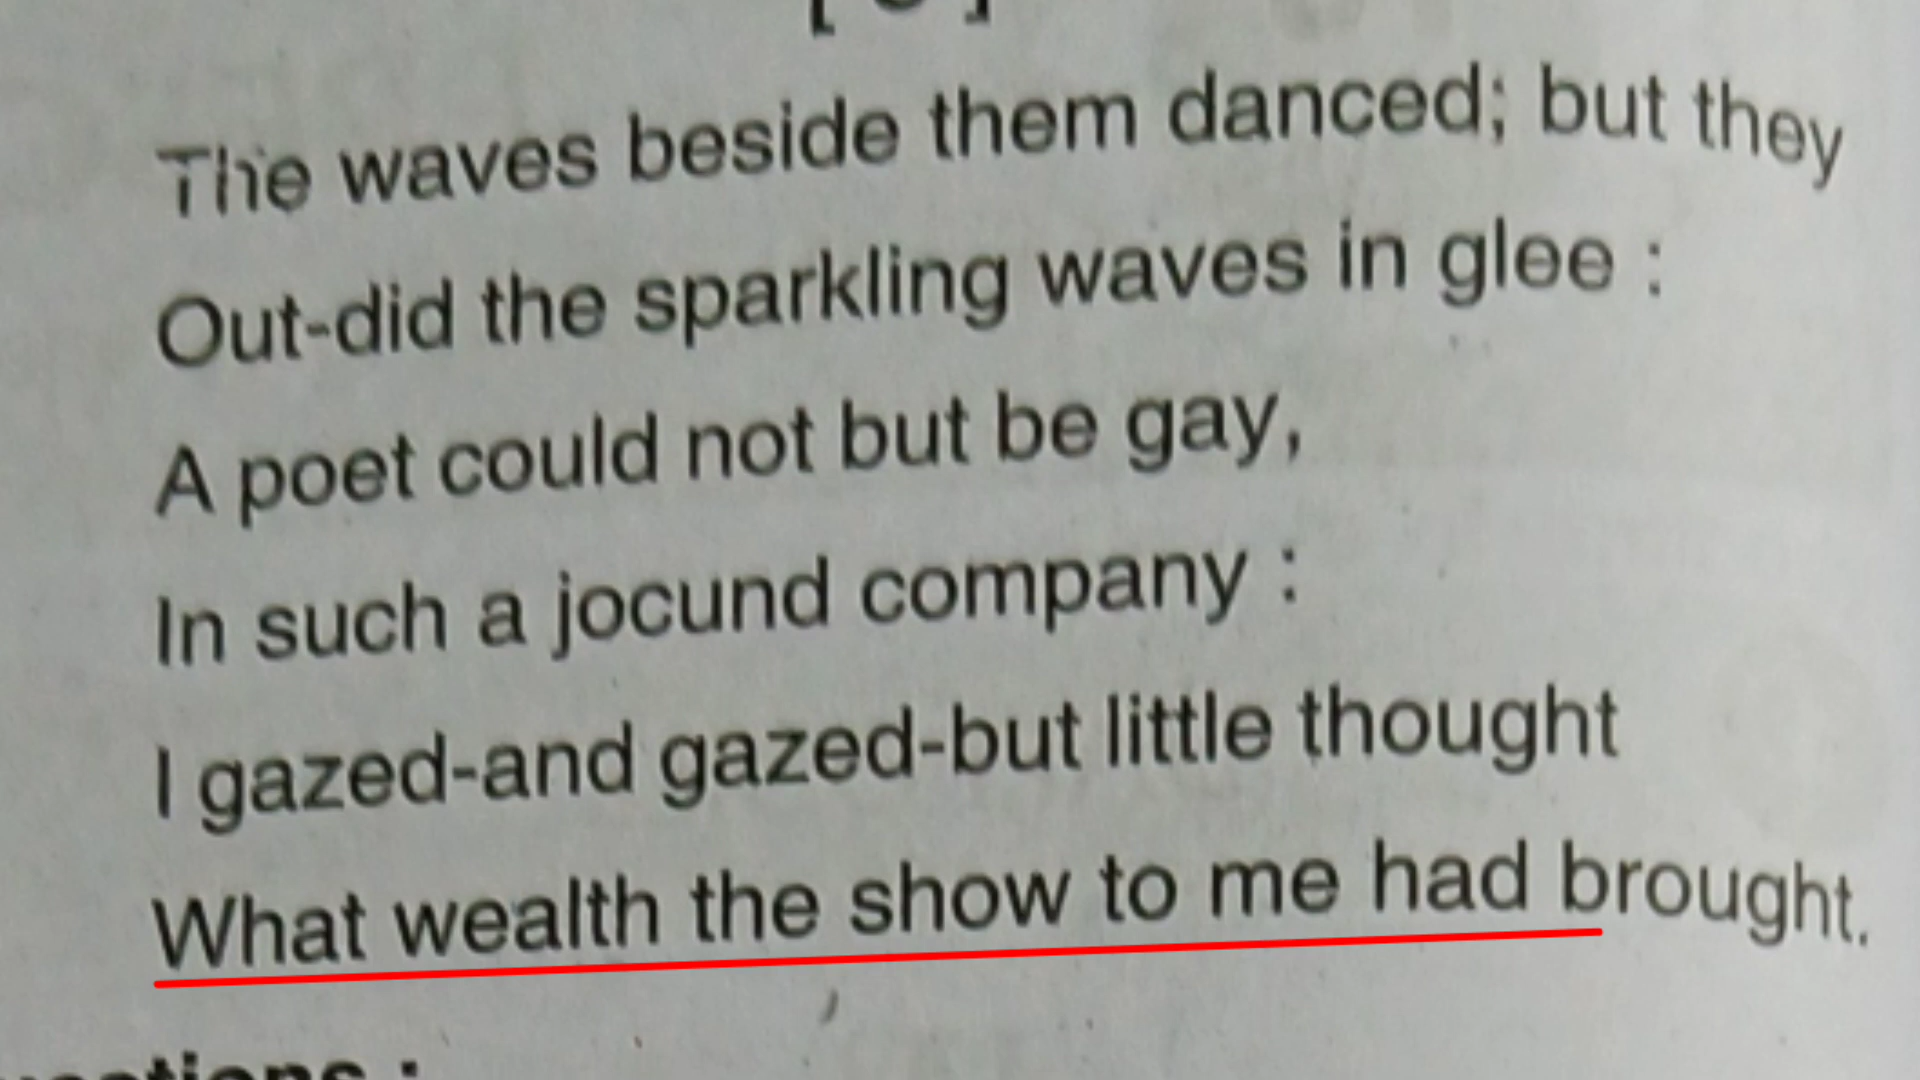 The waves beside them danced; but they
Out-did the sparkling waves in glee :
A poet could not but be gay,
In such a jocund company :
I gazed-and gazed-but little thought
What wealth the show to me had brought.